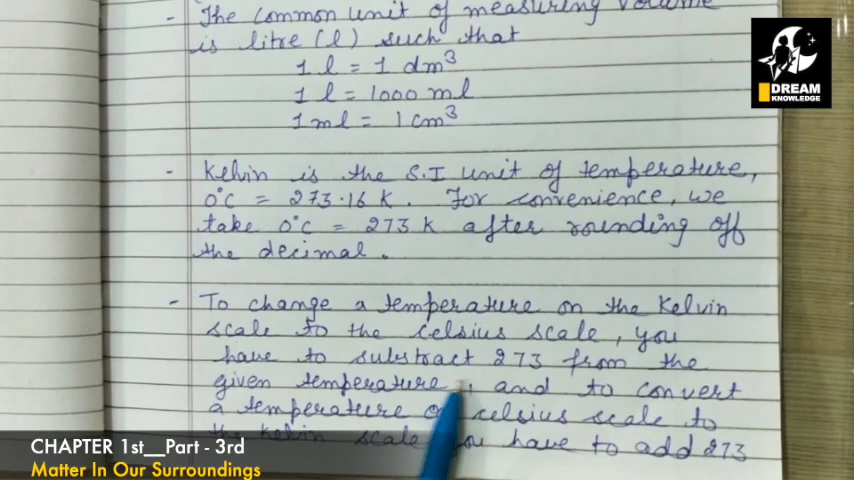 - The common unit of measuring volume
is litre (l) such that
1 l = 1 dm³
1 l = 1000 ml
1 ml = 1 cm³
- Kelvin is the S.I unit of temperature,
0°C = 273.16 K. For convenience, we
take 0°C = 273 K after rounding off
the decimal.
- To change a temperature on the Kelvin
scale to the celsius scale, you
have to substract 273 from the
given temperature, and to convert
a temperature on celsius scale to
the Kelvin scale you have to add 273
DREAM
KNOWLEDGE
CHAPTER 1st__Part - 3rd
Matter In Our Surroundings